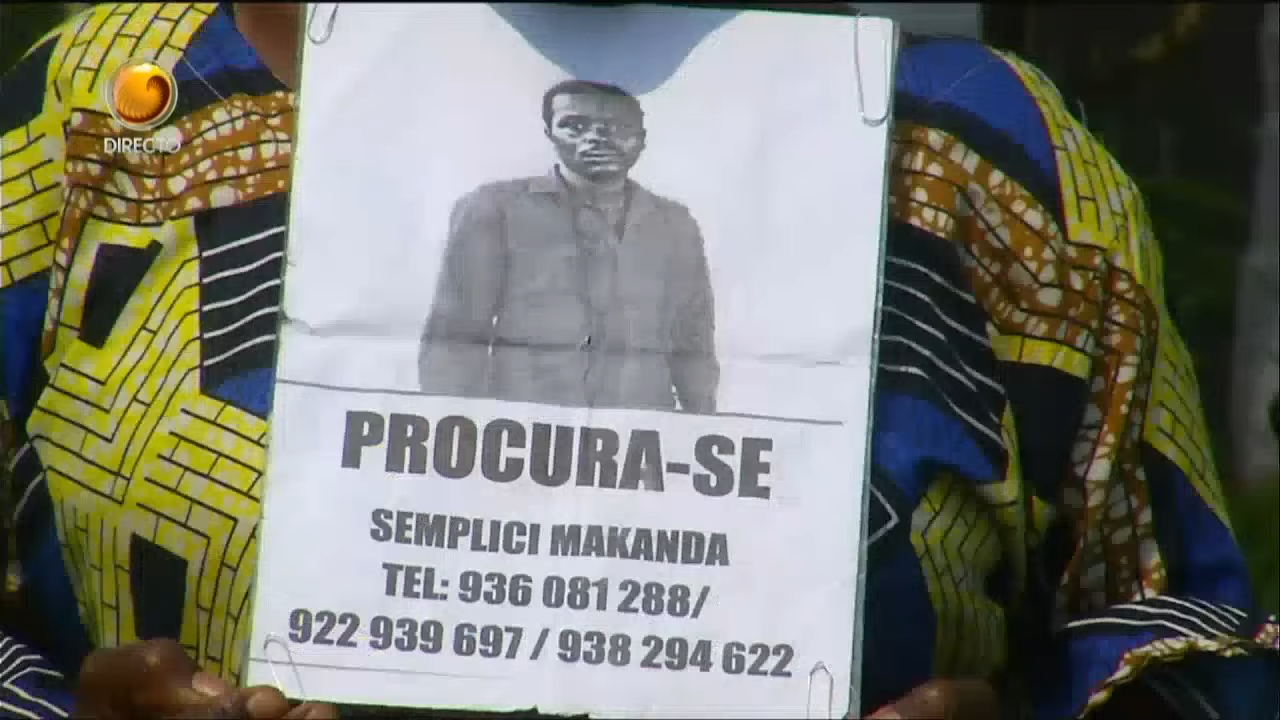 DIRECTO
PROCURA-SE
SEMPLICI MAKANDA
TEL: 936 081 288/
922 939 697 / 938 294 622